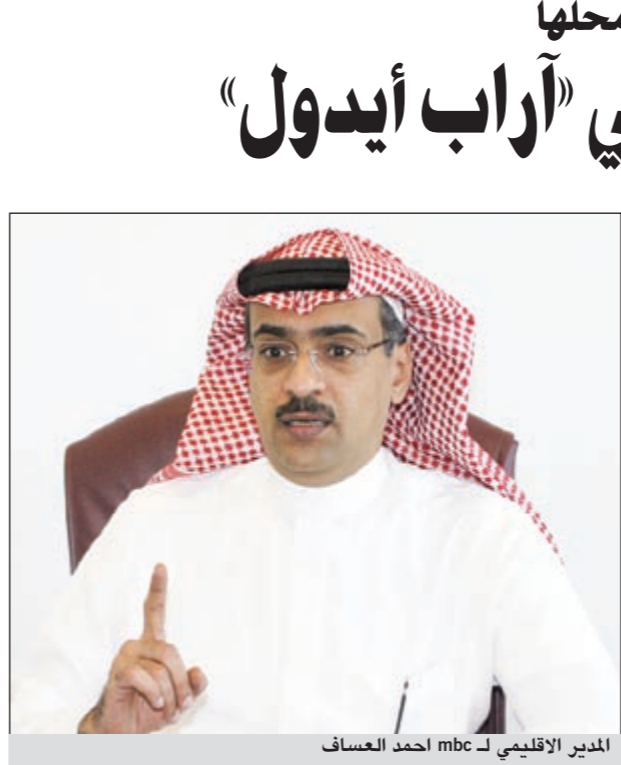 محلها
ي «آراب أيدول»
المدير الاقليمي لـ mbc احمد العساف